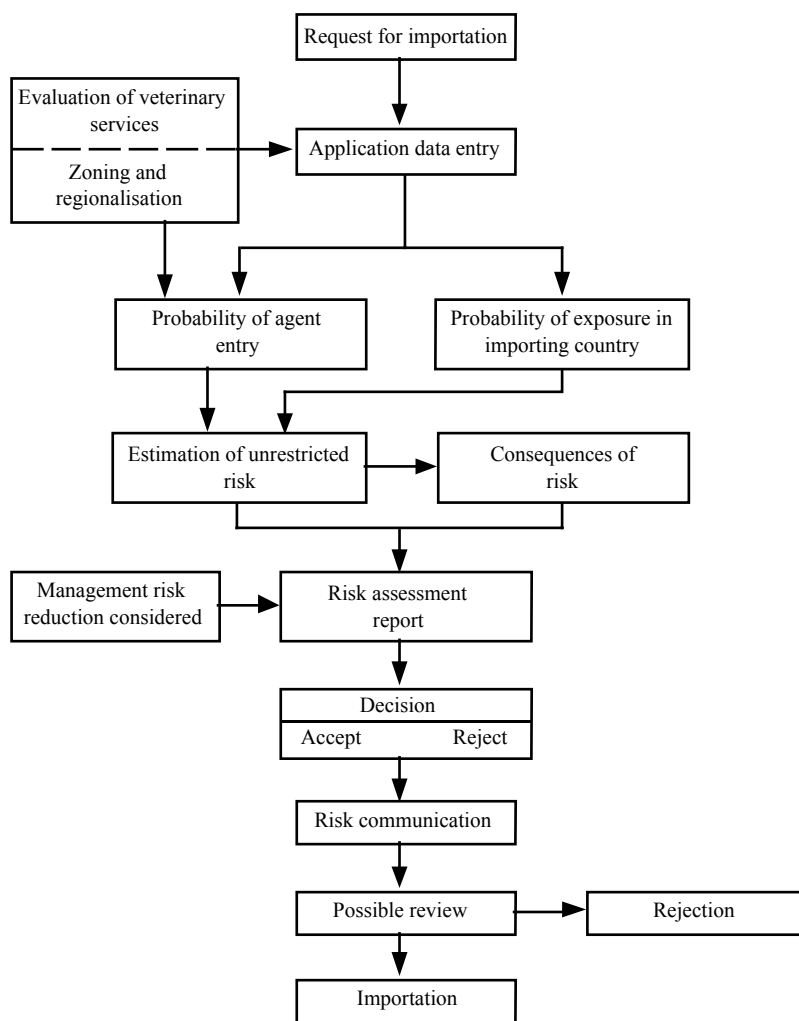 Request for importation
Evaluation of veterinary
services
Zoning and
regionalisation
Application data entry
Probability of agent
entry
Probability of exposure in
importing country
Estimation of unrestricted
risk
Consequences of
risk
Management risk
reduction considered
Risk assessment
report
Decision
Accept Reject
Risk communication
Possible review
Rejection
Importation